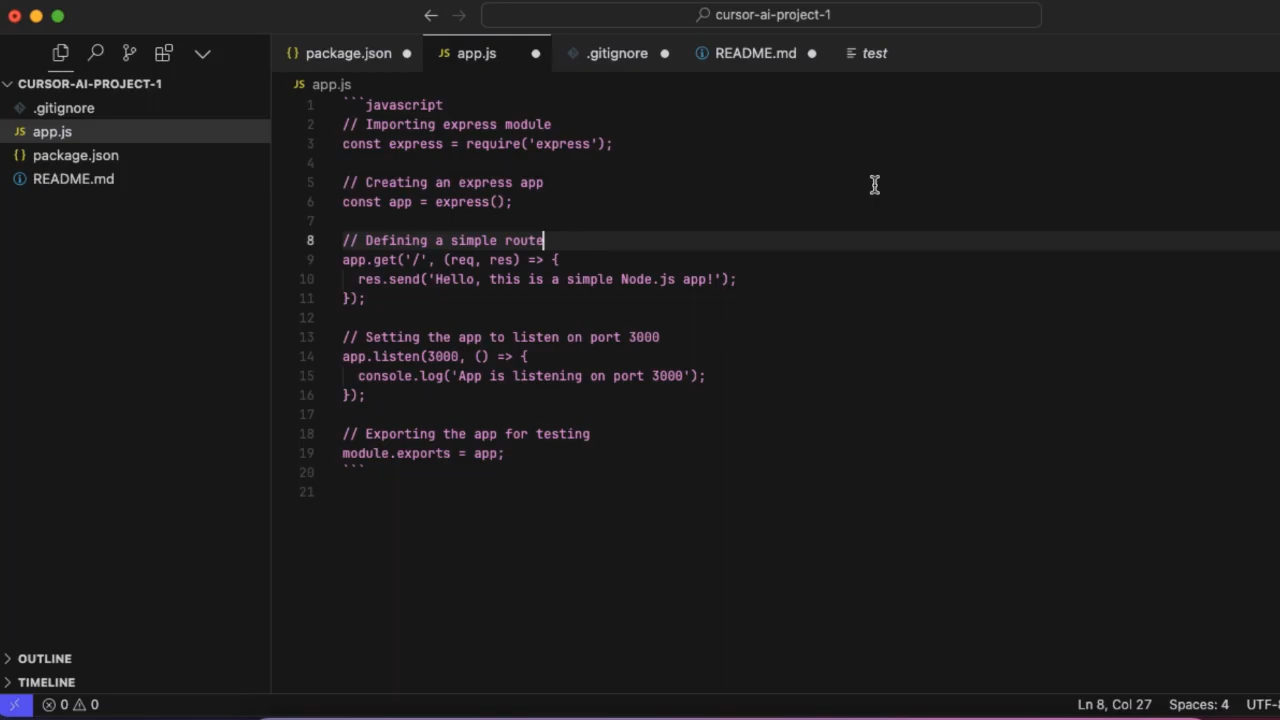 cursor-ai-project-1
package.json
JS app.js
.gitignore
README.md
test
CURSOR-AI-PROJECT-1
.gitignore
JS app.js
{} package.json
README.md
JS app.js
1 ```javascript
2 // Importing express module
3 const express = require('express');
4
5 // Creating an express app
6 const app = express();
7
8 // Defining a simple route
9 app.get('/', (req, res) => {
10 res.send('Hello, this is a simple Node.js app!');
11 });
12
13 // Setting the app to listen on port 3000
14 app.listen(3000, () => {
15 console.log('App is listening on port 3000');
16 });
17
18 // Exporting the app for testing
19 module.exports = app;
20 ```
21
OUTLINE
TIMELINE
0 0
Ln 8, Col 27 Spaces: 4 UTF-